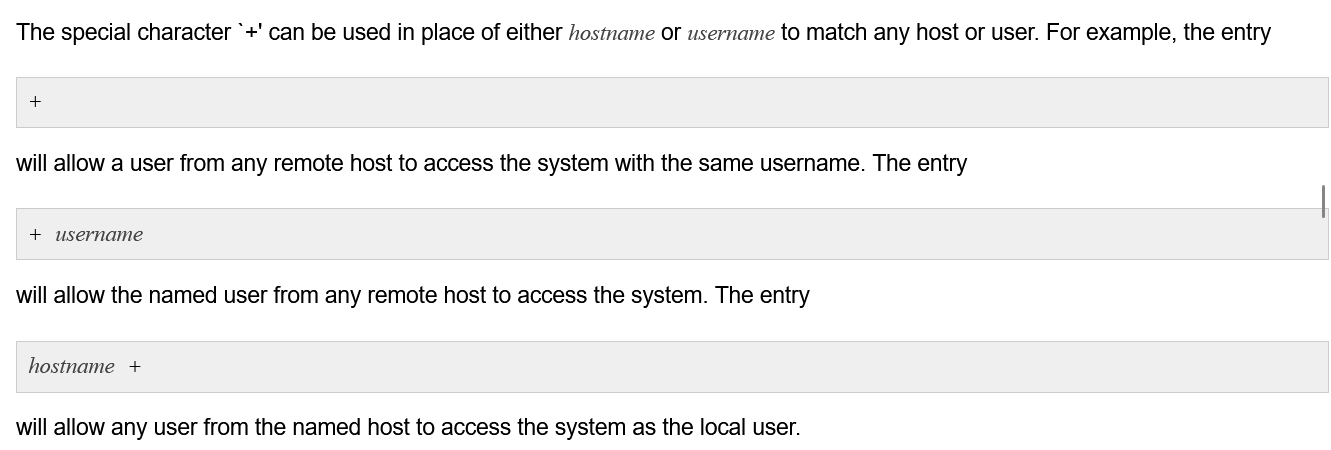 The special character `+' can be used in place of either hostname or username to match any host or user. For example, the entry
+
will allow a user from any remote host to access the system with the same username. The entry
+ username
will allow the named user from any remote host to access the system. The entry
hostname +
will allow any user from the named host to access the system as the local user.